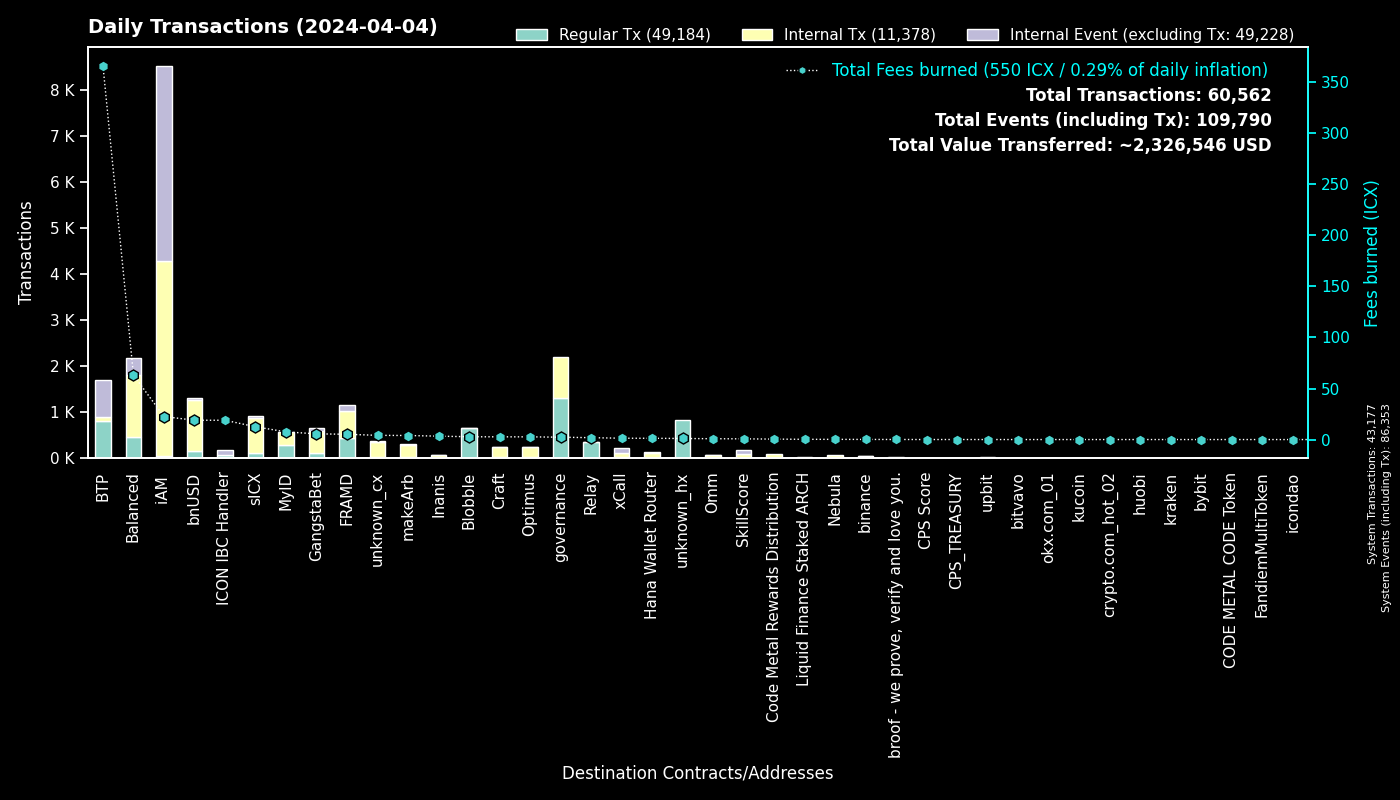 Daily Transactions (2024-04-04)
Regular Tx (49,184)
Internal Tx (11,378)
Internal Event (excluding Tx: 49,228)
Total Fees burned (550 ICX / 0.29% of daily inflation)
Total Transactions: 60,562
Total Events (including Tx): 109,790
Total Value Transferred: ~2,326,546 USD
Transactions
8 K
7 K
6 K
5 K
4 K
3 K
2 K
1 K
0 K
350
300
250
200
150
100
50
0
Fees burned (ICX)
BTP
Balanced
iAM
bnUSD
ICON IBC Handler
sICX
MyID
GangstaBet
FRAMD
unknown_cx
makeArb
Inanis
Blobble
Craft
Optimus
governance
Relay
xCall
Hana Wallet Router
unknown_hx
Omm
SkillScore
Code Metal Rewards Distribution
Liquid Finance Staked ARCH
Nebula
binance
broof - we prove, verify and love you.
CPS Score
CPS_TREASURY
upbit
bitvavo
okx.com_01
kucoin
crypto.com_hot_02
huobi
kraken
bybit
CODE METAL CODE Token
FandiemMultiToken
icondao
Destination Contracts/Addresses
System Transactions: 43,177
System Events (including Tx): 86,353